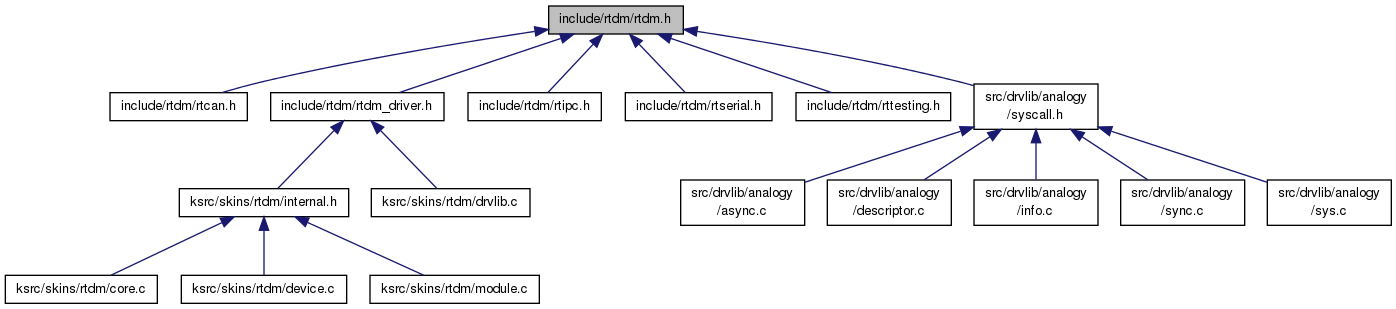 include/rtdm/rtdm.h
include/rtdm/rtcan.h
include/rtdm/rtdm_driver.h
include/rtdm/rtipc.h
include/rtdm/rtserial.h
include/rtdm/rttesting.h
src/drvlib/analogy
/syscall.h
ksrc/skins/rtdm/internal.h
ksrc/skins/rtdm/drvlib.c
src/drvlib/analogy
/async.c
src/drvlib/analogy
/descriptor.c
src/drvlib/analogy
/info.c
src/drvlib/analogy
/sync.c
src/drvlib/analogy
/sys.c
ksrc/skins/rtdm/core.c
ksrc/skins/rtdm/device.c
ksrc/skins/rtdm/module.c